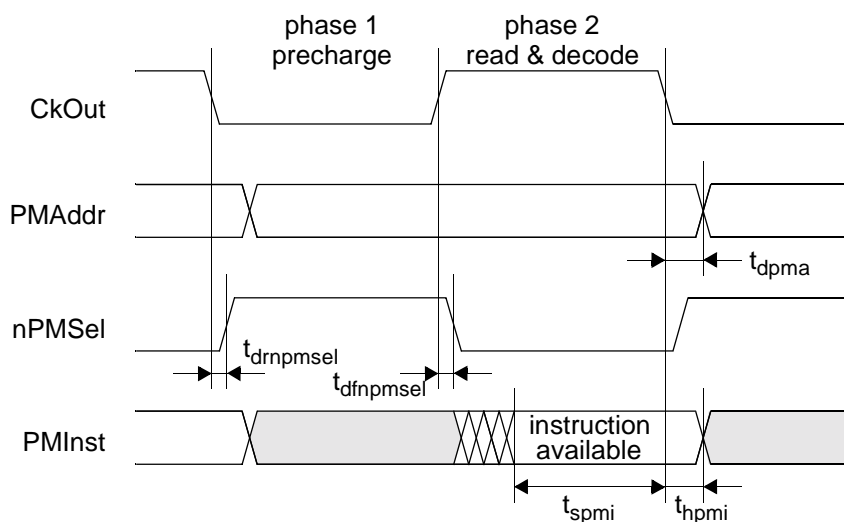 phase 1
precharge
phase 2
read & decode
CkOut
PMAddr
t_dpma
nPMSel
t_drnpmsel
t_dfnpmsel
PMInst
instruction
available
t_spmi
t_hpmi